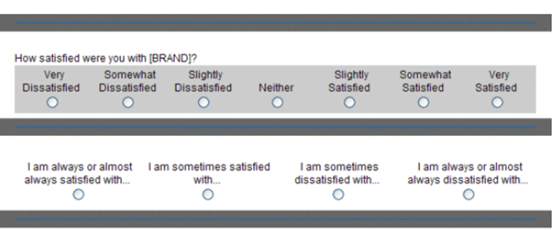 How satisfied were you with [BRAND]?
Very Dissatisfied
Somewhat Dissatisfied
Slightly Dissatisfied
Neither
Slightly Satisfied
Somewhat Satisfied
Very Satisfied
I am always or almost always satisfied with...
I am sometimes satisfied with...
I am sometimes dissatisfied with...
I am always or almost always dissatisfied with...